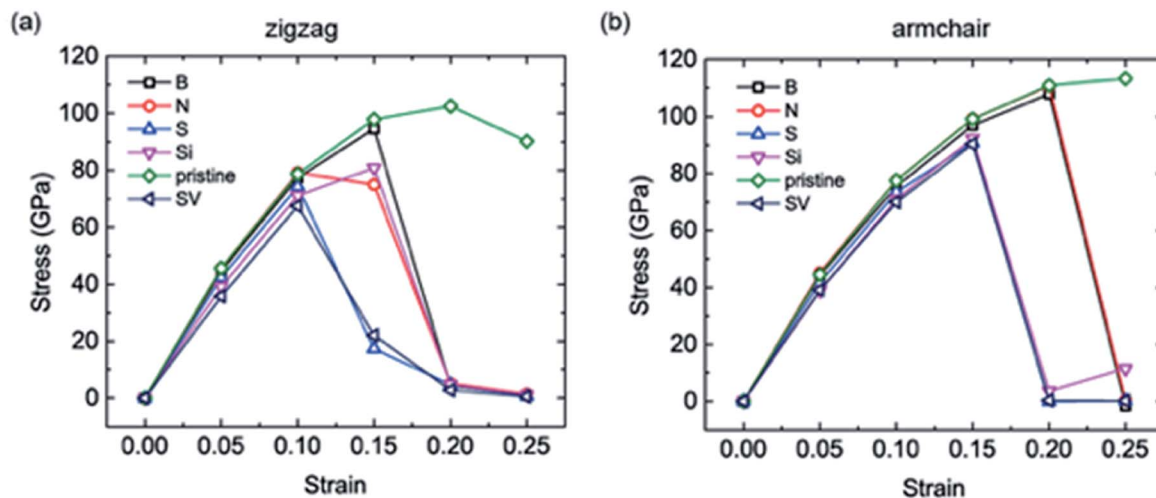 (a) zigzag
120
100
80
60
40
20
0
Stress (GPa)
B
N
S
Si
pristine
SV
0.00 0.05 0.10 0.15 0.20 0.25
Strain
(b) armchair
120
100
80
60
40
20
0
Stress (GPa)
B
N
S
Si
pristine
SV
0.00 0.05 0.10 0.15 0.20 0.25
Strain